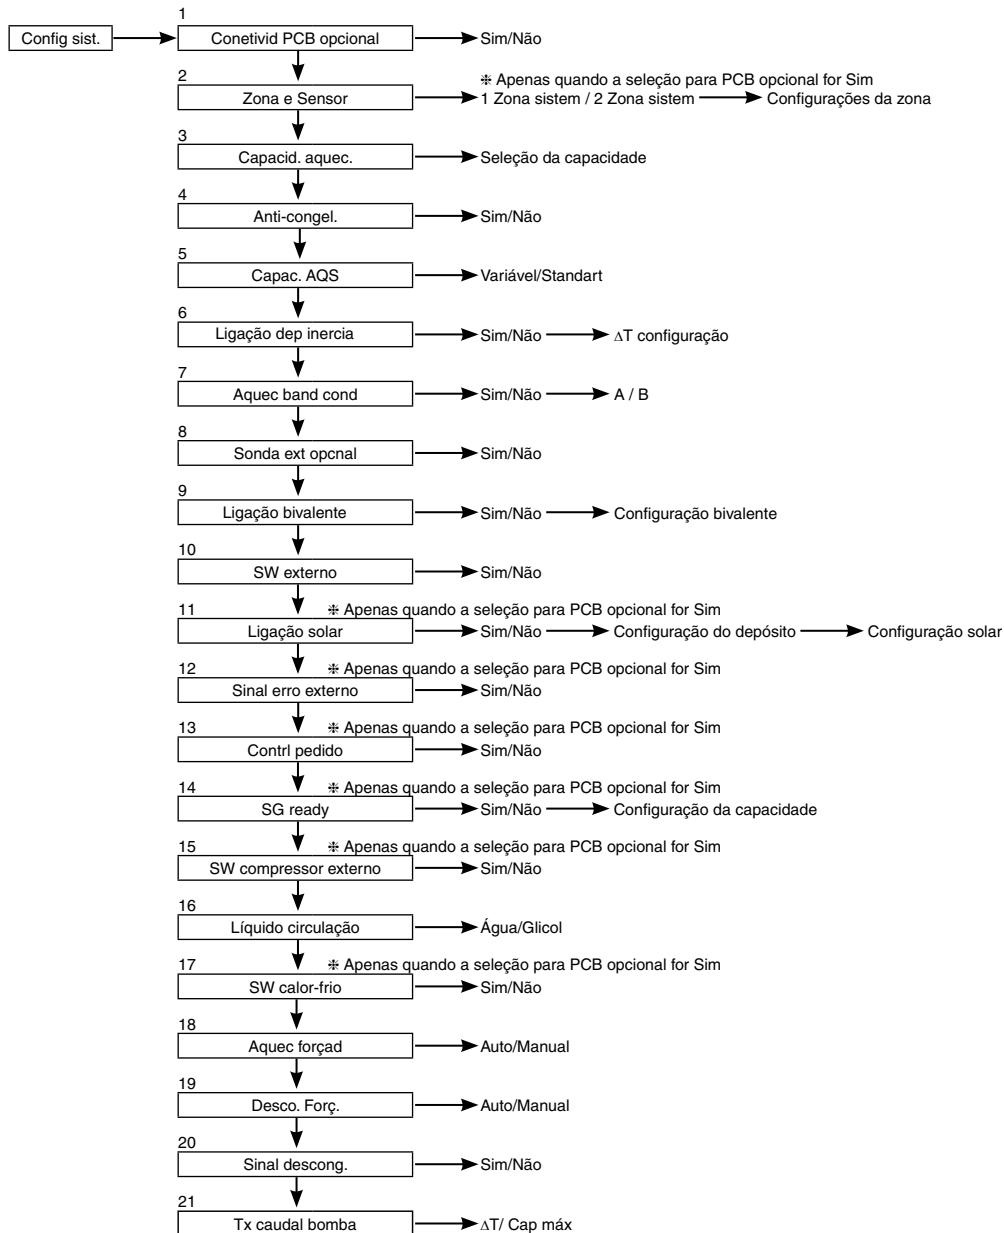 1
Config sist.
Conetivid PCB opcional
Sim/Não
2
❉ Apenas quando a seleção para PCB opcional for Sim
Zona e Sensor
1 Zona sistem / 2 Zona sistem
Configurações da zona
3
Capacid. aquec.
Seleção da capacidade
4
Anti-congel.
Sim/Não
5
Capac. AQS
Variável/Standart
6
Ligação dep inercia
Sim/Não
∆T configuração
7
Aquec band cond
Sim/Não
A / B
8
Sonda ext opcnal
Sim/Não
9
Ligação bivalente
Sim/Não
Configuração bivalente
10
SW externo
Sim/Não
11
❉ Apenas quando a seleção para PCB opcional for Sim
Ligação solar
Sim/Não
Configuração do depósito
Configuração solar
12
❉ Apenas quando a seleção para PCB opcional for Sim
Sinal erro externo
Sim/Não
13
❉ Apenas quando a seleção para PCB opcional for Sim
Contrl pedido
Sim/Não
14
❉ Apenas quando a seleção para PCB opcional for Sim
SG ready
Sim/Não
Configuração da capacidade
15
❉ Apenas quando a seleção para PCB opcional for Sim
SW compressor externo
Sim/Não
16
Líquido circulação
Água/Glicol
17
❉ Apenas quando a seleção para PCB opcional for Sim
SW calor-frio
Sim/Não
18
Aquec forçad
Auto/Manual
19
Desco. Forç.
Auto/Manual
20
Sinal descong.
Sim/Não
21
Tx caudal bomba
∆T/ Cap máx